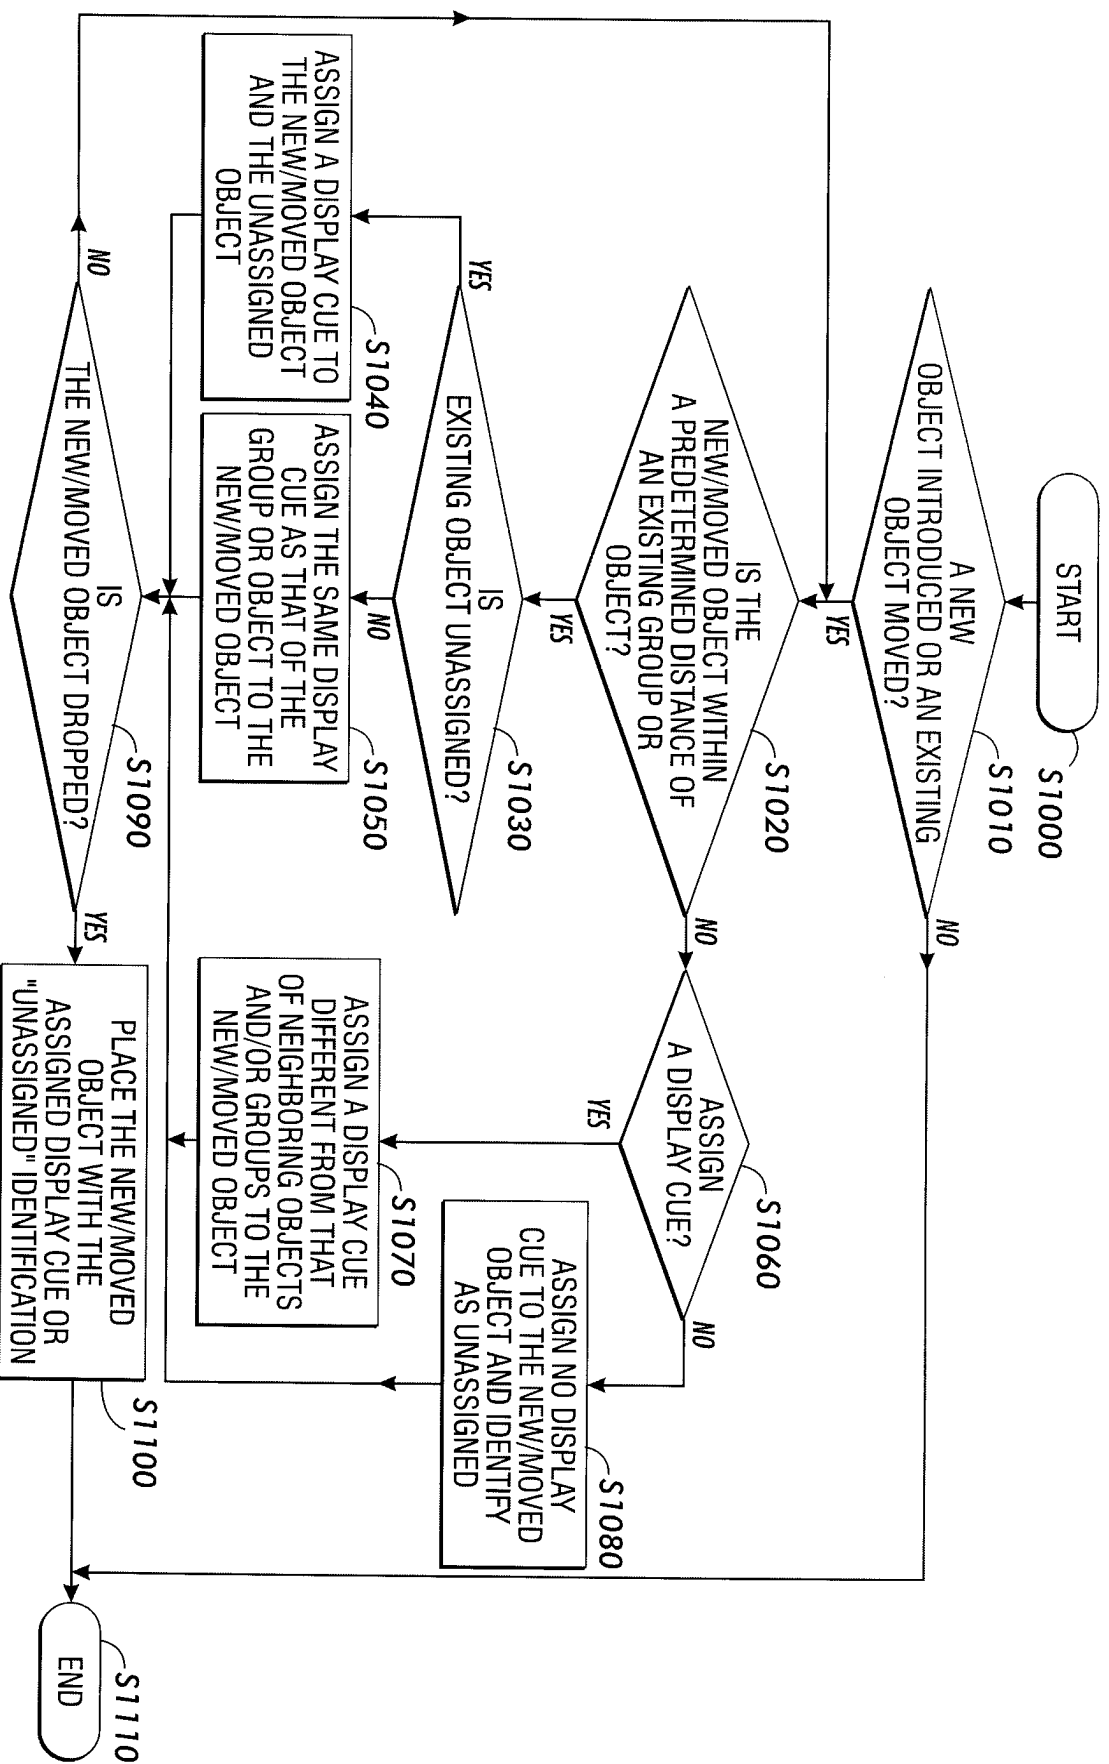 START
S1000
A NEW
OBJECT INTRODUCED OR AN EXISTING
OBJECT MOVED?
S1010
NO
YES
IS THE
NEW/MOVED OBJECT WITHIN
A PREDETERMINED DISTANCE OF
AN EXISTING GROUP OR
OBJECT?
S1020
NO
YES
ASSIGN
A DISPLAY CUE?
S1060
NO
YES
IS
EXISTING OBJECT UNASSIGNED?
S1030
YES
NO
ASSIGN NO DISPLAY
CUE TO THE NEW/MOVED
OBJECT AND IDENTIFY
AS UNASSIGNED
S1080
ASSIGN A DISPLAY CUE TO
THE NEW/MOVED OBJECT
AND THE UNASSIGNED
OBJECT
S1040
ASSIGN THE SAME DISPLAY
CUE AS THAT OF THE
GROUP OR OBJECT TO THE
NEW/MOVED OBJECT
S1050
ASSIGN A DISPLAY CUE
DIFFERENT FROM THAT
OF NEIGHBORING OBJECTS
AND/OR GROUPS TO THE
NEW/MOVED OBJECT
S1070
IS
THE NEW/MOVED OBJECT DROPPED?
S1090
NO
YES
PLACE THE NEW/MOVED
OBJECT WITH THE
ASSIGNED DISPLAY CUE OR
"UNASSIGNED" IDENTIFICATION
S1100
END
S1110